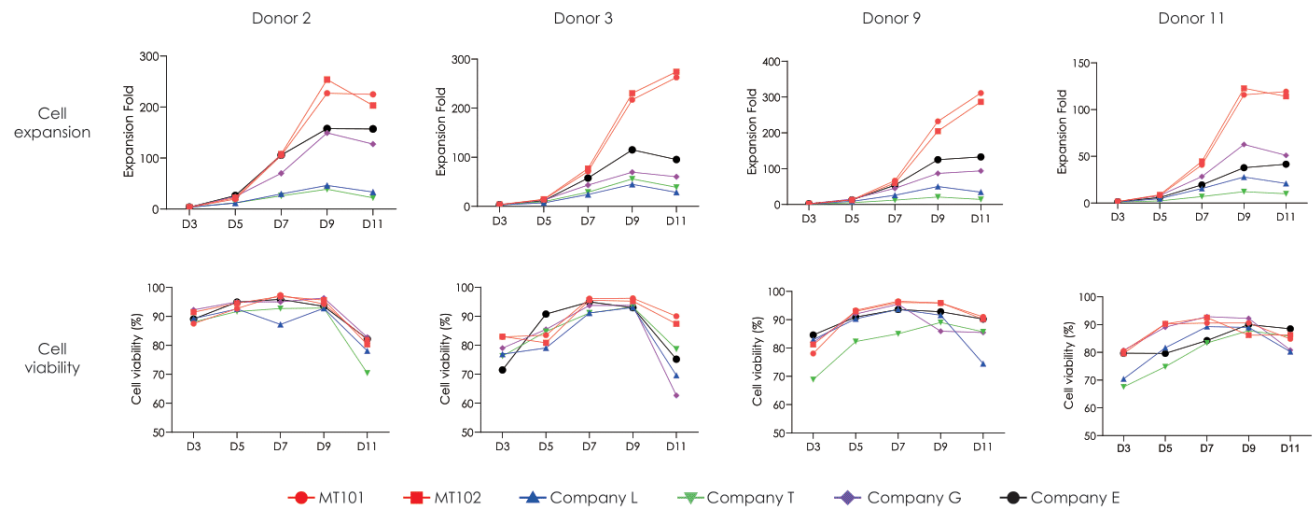 Donor 2
Donor 3
Donor 9
Donor 11
Cell
expansion
Expansion Fold
300
200
100
0
D3 D5 D7 D9 D11
Expansion Fold
300
200
100
0
D3 D5 D7 D9 D11
Expansion Fold
400
300
200
100
0
D3 D5 D7 D9 D11
Expansion Fold
150
100
50
0
D3 D5 D7 D9 D11
Cell
viability
Cell viability (%)
100
90
80
70
60
50
D3 D5 D7 D9 D11
Cell viability (%)
100
90
80
70
60
50
D3 D5 D7 D9 D11
Cell viability (%)
100
90
80
70
60
50
D3 D5 D7 D9 D11
Cell viability (%)
100
90
80
70
60
50
D3 D5 D7 D9 D11
MT101 MT102 Company L Company T Company G Company E